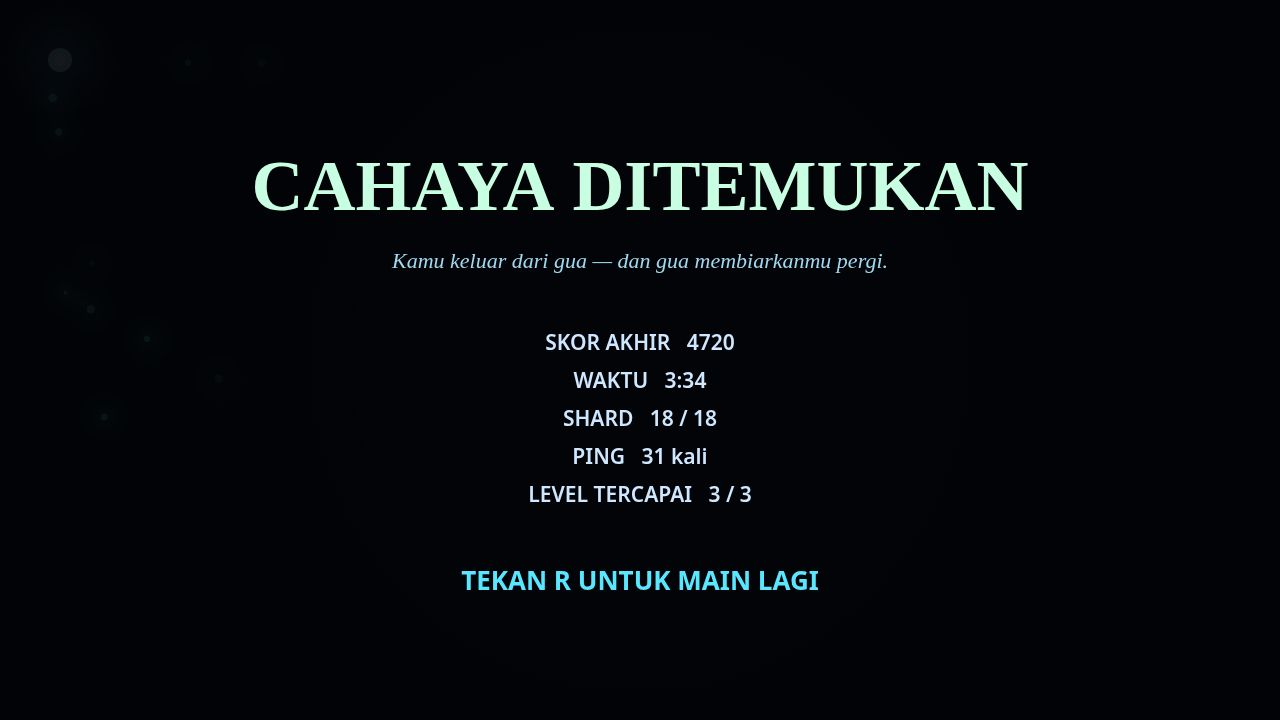 CAHAYA DITEMUKAN
Kamu keluar dari gua — dan gua membiarkanmu pergi.
SKOR AKHIR 4720
WAKTU 3:34
SHARD 18 / 18
PING 31 kali
LEVEL TERCAPAI 3 / 3
TEKAN R UNTUK MAIN LAGI